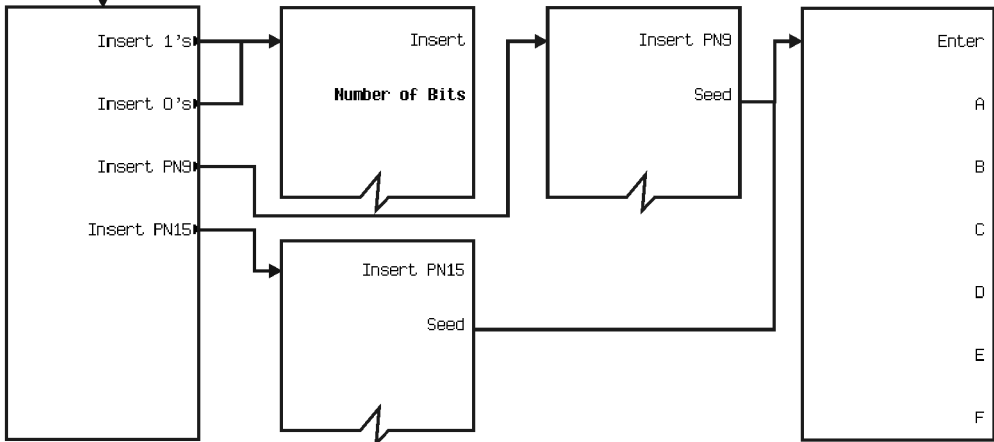 Insert 1's
Insert 0's
Insert PN9
Insert PN15
Insert
Number of Bits
Insert PN15
Seed
Insert PN9
Seed
Enter
A
B
C
D
E
F